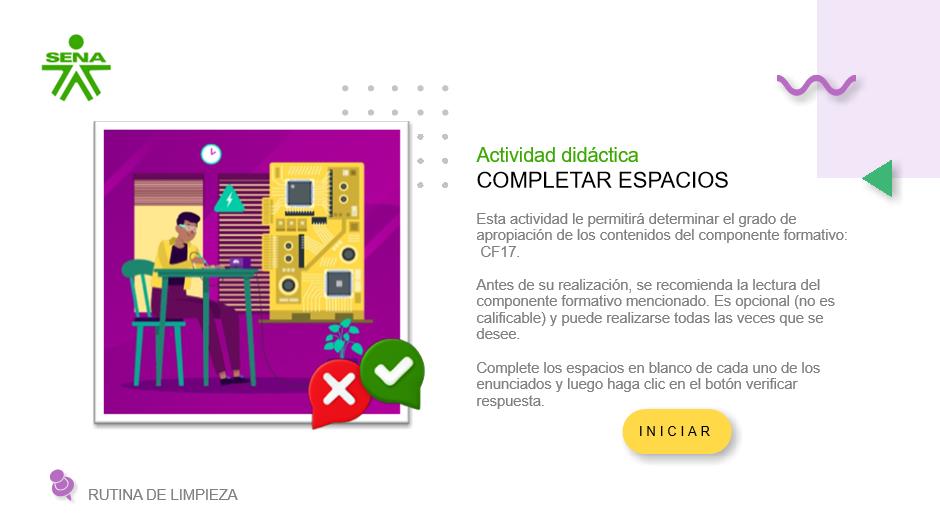 SENA
Actividad didáctica
COMPLETAR ESPACIOS
Esta actividad le permitirá determinar el grado de
apropiación de los contenidos del componente formativo:
CF17.
Antes de su realización, se recomienda la lectura del
componente formativo mencionado. Es opcional (no es
calificable) y puede realizarse todas las veces que se
desee.
Complete los espacios en blanco de cada uno de los
enunciados y luego haga clic en el botón verificar
respuesta.
INICIAR
RUTINA DE LIMPIEZA